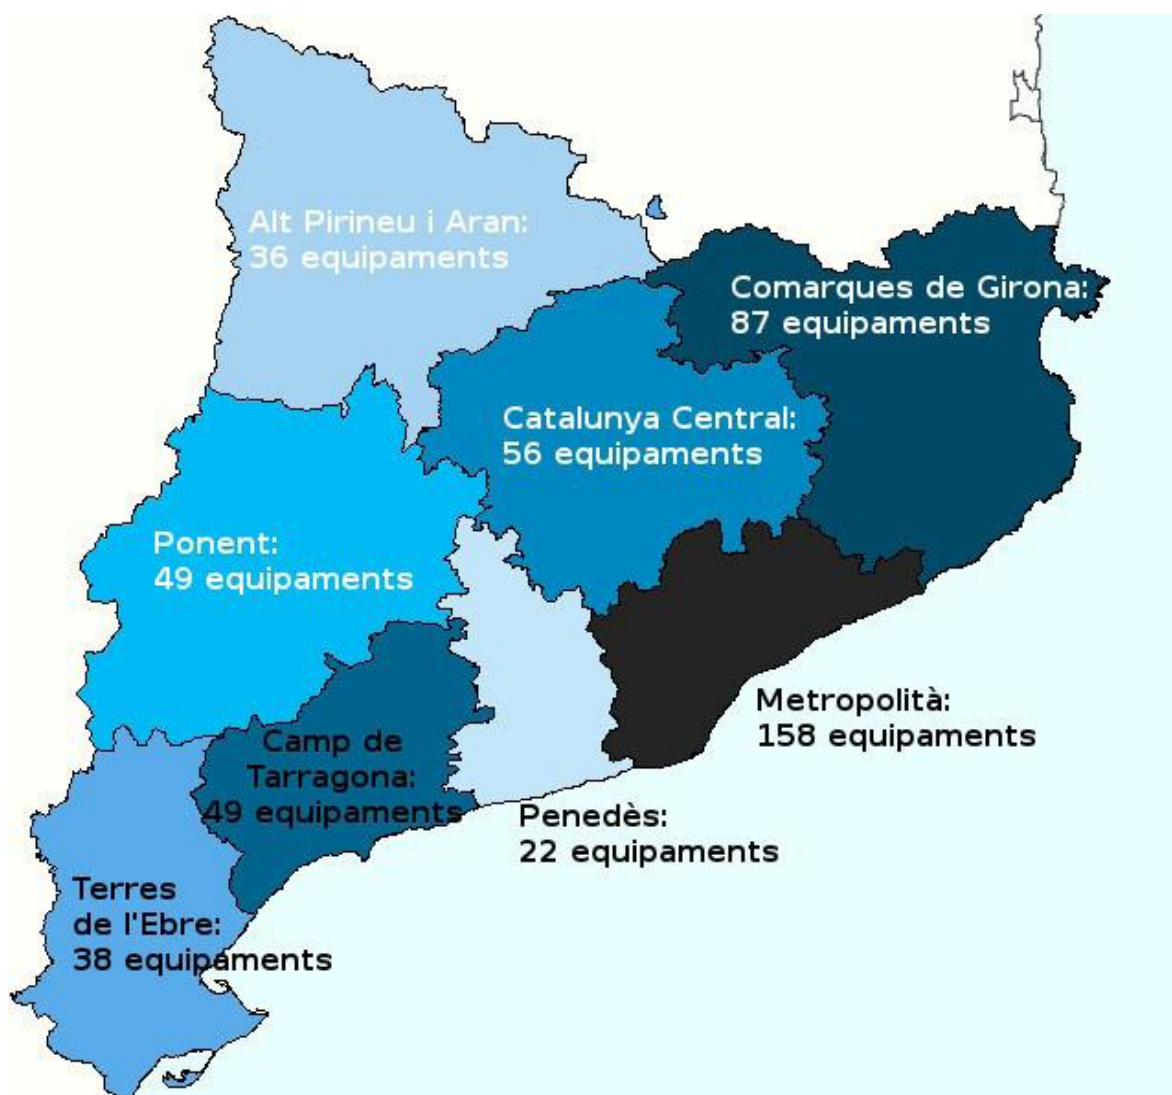 Alt Pirineu i Aran:
36 equipaments
Comarques de Girona:
87 equipaments
Catalunya Central:
56 equipaments
Ponent:
49 equipaments
Metropolità:
158 equipaments
Camp de
Tarragona:
49 equipaments
Penedès:
22 equipaments
Terres
de l'Ebre:
38 equipaments